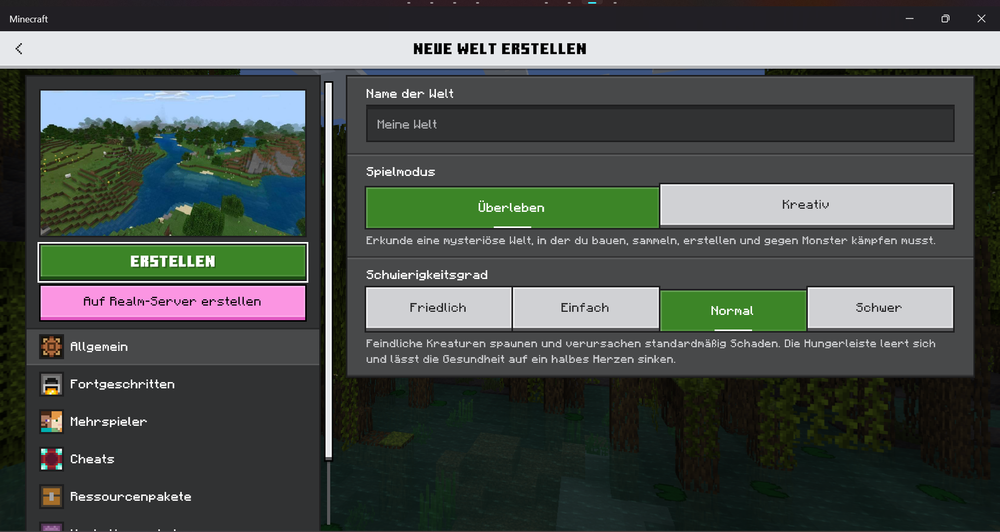 Minecraft
NEUE WELT ERSTELLEN
ERSTELLEN
Auf Realm-Server erstellen
Allgemein
Fortgeschritten
Mehrspieler
Cheats
Ressourcenpakete
Name der Welt
Meine Welt
Spielmodus
Überleben
Kreativ
Erkunde eine mysteriöse Welt, in der du bauen, sammeln, erstellen und gegen Monster kämpfen musst.
Schwierigkeitsgrad
Friedlich
Einfach
Normal
Schwer
Feindliche Kreaturen spawnen und verursachen standardmäßig Schaden. Die Hungerleiste leert sich
und lässt die Gesundheit auf ein halbes Herzen sinken.